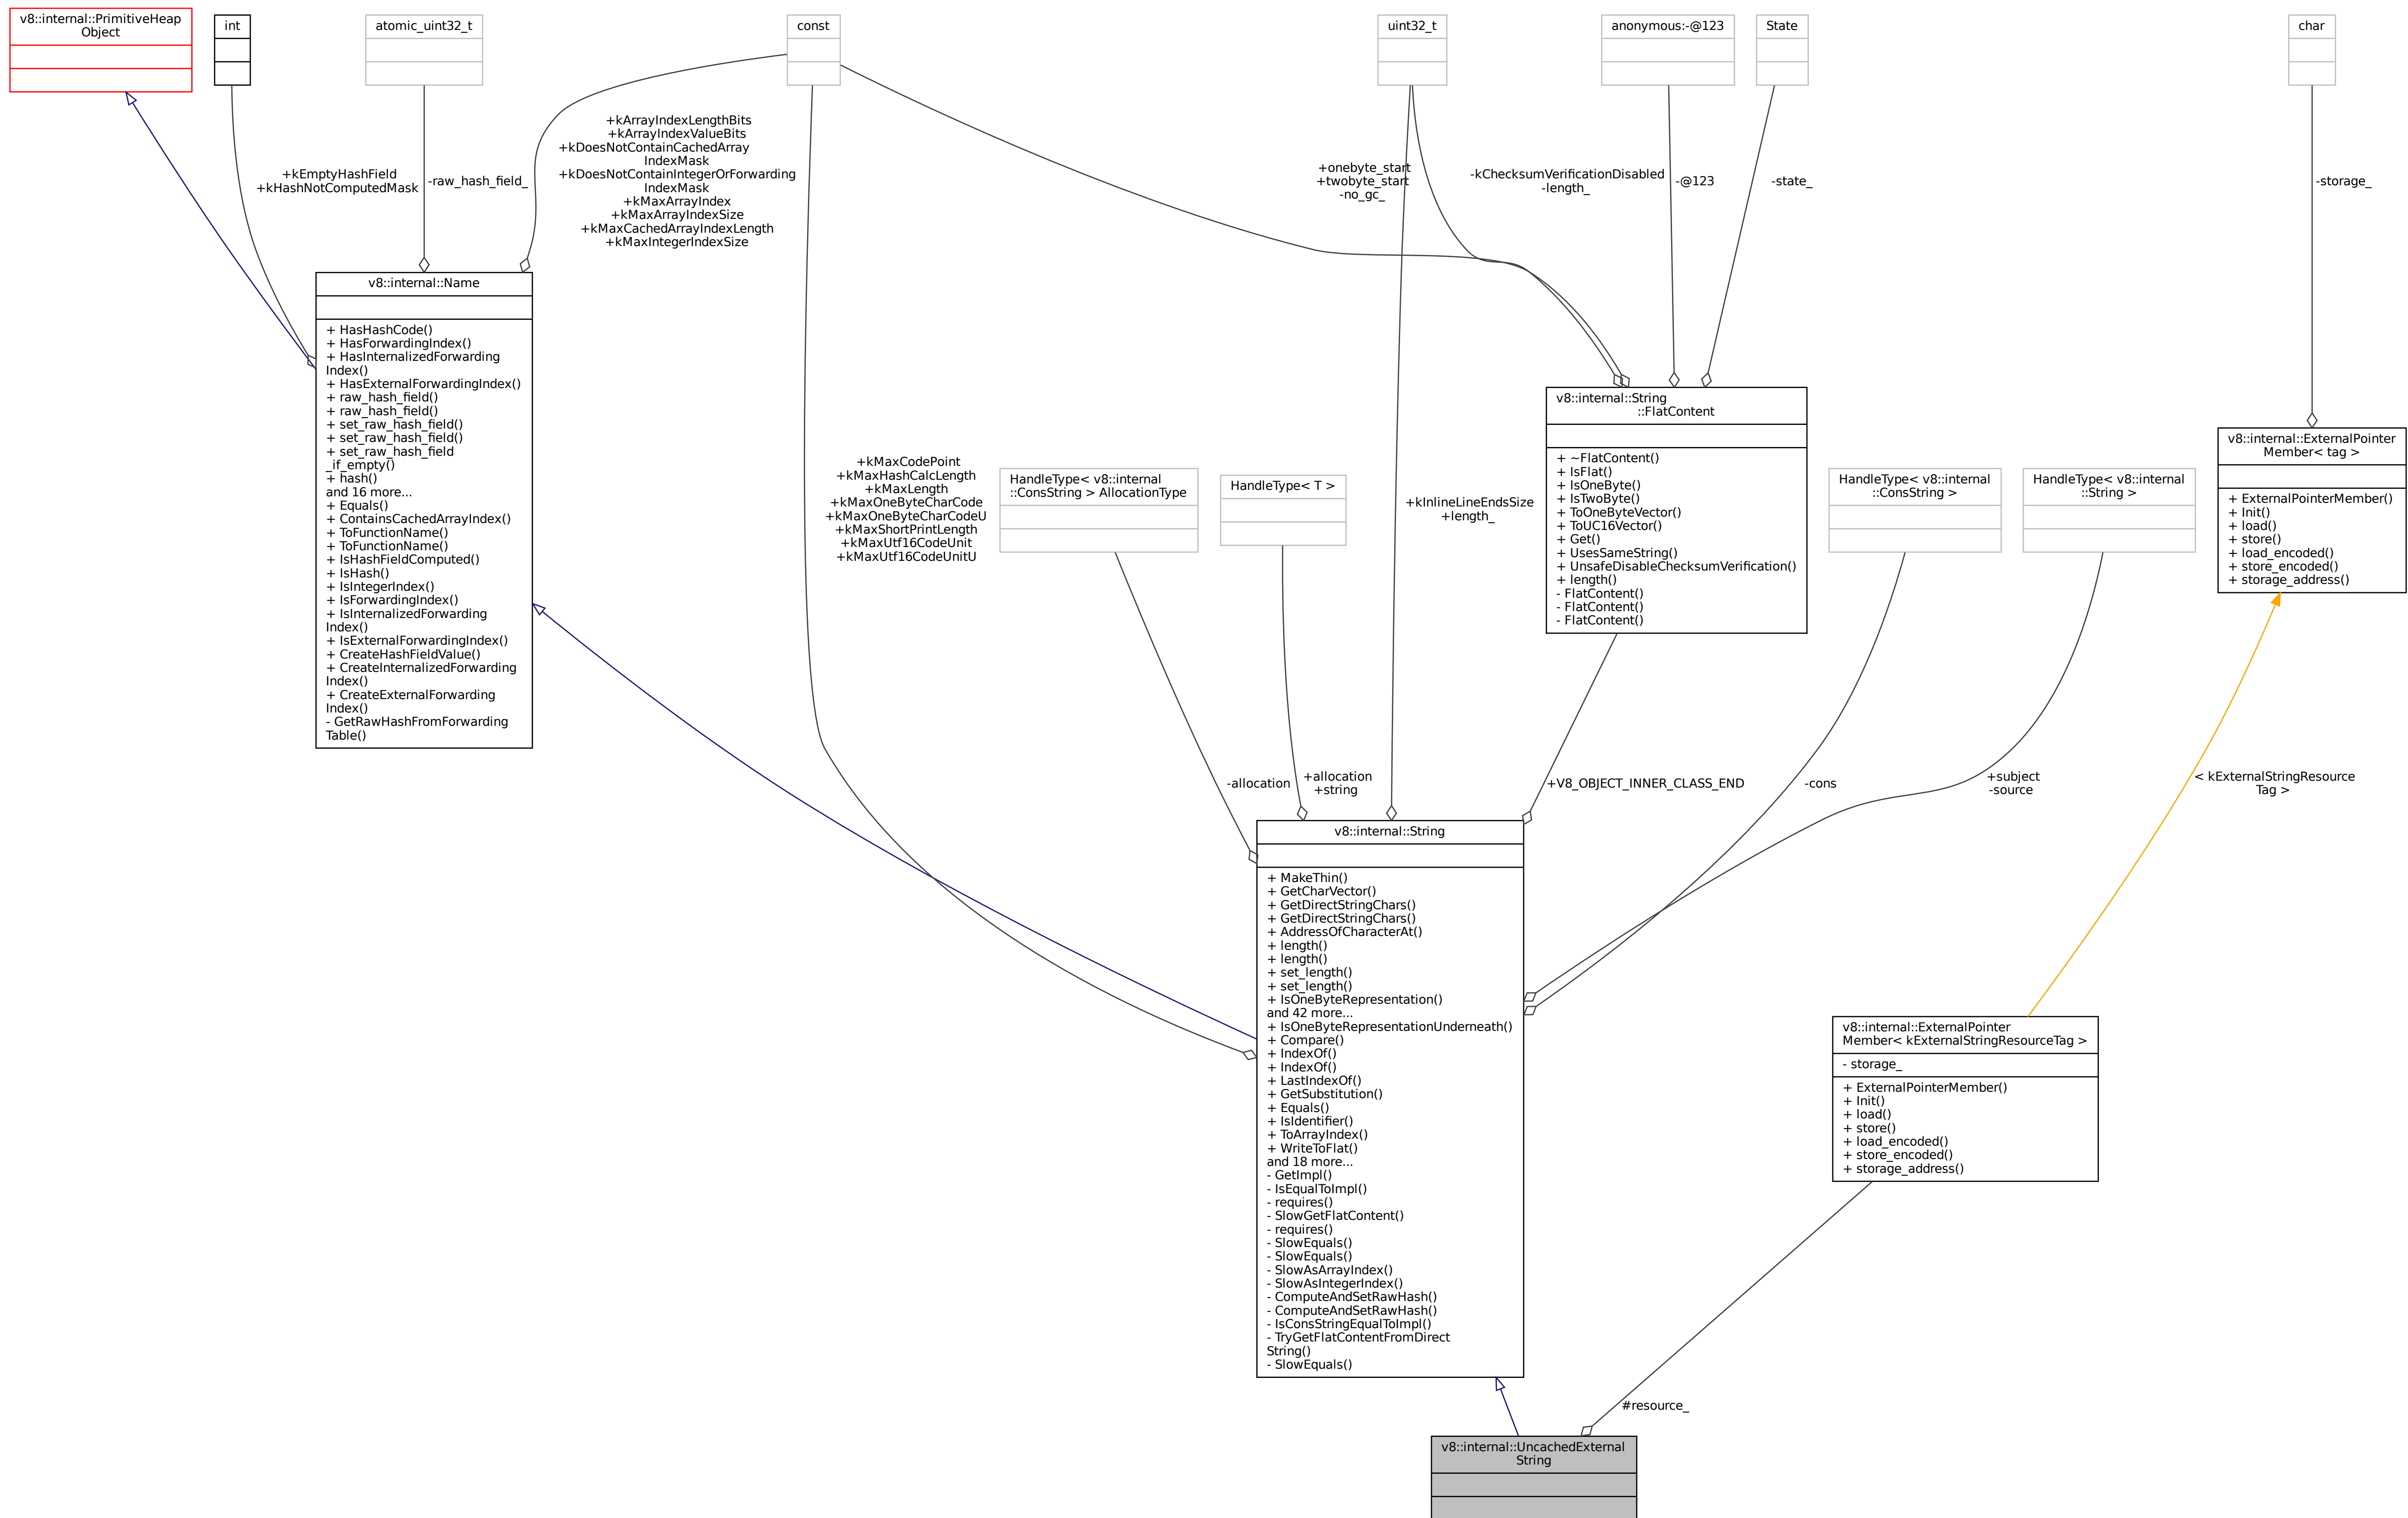 v8::internal::PrimitiveHeap
Object
int
atomic_uint32_t
const
uint32_t
anonymous:-@123
State
char
+kEmptyHashField
+kHashNotComputedMask
-raw_hash_field_
+kArrayIndexLengthBits
+kArrayIndexValueBits
+kDoesNotContainCachedArray
IndexMask
+kDoesNotContainIntegerOrForwarding
IndexMask
+kMaxArrayIndex
+kMaxArrayIndexSize
+kMaxCachedArrayIndexLength
+kMaxIntegerIndexSize
+onebyte_start
+twobyte_start
-no_gc_
-kChecksumVerificationDisabled
-length_
-@123
-state_
-storage_
v8::internal::Name
+ HasHashCode()
+ HasForwardingIndex()
+ HasInternalizedForwarding
Index()
+ HasExternalForwardingIndex()
+ raw_hash_field()
+ raw_hash_field()
+ set_raw_hash_field()
+ set_raw_hash_field()
+ set_raw_hash_field
_if_empty()
+ hash()
and 16 more...
+ Equals()
+ ContainsCachedArrayIndex()
+ ToFunctionName()
+ ToFunctionName()
+ IsHashFieldComputed()
+ IsHash()
+ IsIntegerIndex()
+ IsForwardingIndex()
+ IsInternalizedForwarding
Index()
+ IsExternalForwardingIndex()
+ CreateHashFieldValue()
+ CreateInternalizedForwarding
Index()
+ CreateExternalForwarding
Index()
- GetRawHashFromForwarding
Table()
+kMaxCodePoint
+kMaxHashCalcLength
+kMaxLength
+kMaxOneByteCharCode
+kMaxOneByteCharCodeU
+kMaxShortPrintLength
+kMaxUtf16CodeUnit
+kMaxUtf16CodeUnitU
HandleType< v8::internal
::ConsString > AllocationType
HandleType< T >
+kInlineLineEndsSize
+length_
v8::internal::String
::FlatContent
+ ~FlatContent()
+ IsFlat()
+ IsOneByte()
+ IsTwoByte()
+ ToOneByteVector()
+ ToUC16Vector()
+ Get()
+ UsesSameString()
+ UnsafeDisableChecksumVerification()
+ length()
- FlatContent()
- FlatContent()
- FlatContent()
HandleType< v8::internal
::ConsString >
HandleType< v8::internal
::String >
v8::internal::ExternalPointer
Member< tag >
+ ExternalPointerMember()
+ Init()
+ load()
+ store()
+ load_encoded()
+ store_encoded()
+ storage_address()
-allocation
+allocation
+string
+V8_OBJECT_INNER_CLASS_END
-cons
+subject
-source
< kExternalStringResource
Tag >
v8::internal::String
+ MakeThin()
+ GetCharVector()
+ GetDirectStringChars()
+ GetDirectStringChars()
+ AddressOfCharacterAt()
+ length()
+ length()
+ set_length()
+ set_length()
+ IsOneByteRepresentation()
and 42 more...
+ IsOneByteRepresentationUnderneath()
+ Compare()
+ IndexOf()
+ IndexOf()
+ LastIndexOf()
+ GetSubstitution()
+ Equals()
+ IsIdentifier()
+ ToArrayIndex()
+ WriteToFlat()
and 18 more...
- GetImpl()
- IsEqualToImpl()
- requires()
- SlowGetFlatContent()
- requires()
- SlowEquals()
- SlowEquals()
- SlowAsArrayIndex()
- SlowAsIntegerIndex()
- ComputeAndSetRawHash()
- ComputeAndSetRawHash()
- IsConsStringEqualToImpl()
- TryGetFlatContentFromDirect
String()
- SlowEquals()
v8::internal::ExternalPointer
Member< kExternalStringResourceTag >
- storage_
+ ExternalPointerMember()
+ Init()
+ load()
+ store()
+ load_encoded()
+ store_encoded()
+ storage_address()
#resource_
v8::internal::UncachedExternal
String